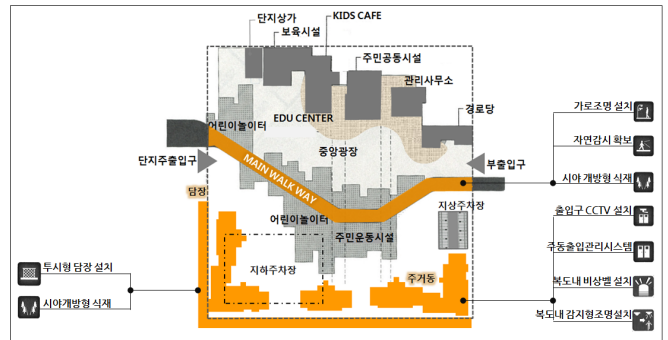 단지상가
KIDS CAFE
보육시설
주민공동시설
관리사무소
경로당
EDU CENTER
어린이놀이터
중앙광장
단지주출입구
부출입구
MAIN WALK WAY
담장
어린이놀이터
지상주차장
주민운동시설
지하주차장
주거동
가로조명 설치
자연감시 확보
시야 개방형 식재
출입구 CCTV 설치
주동출입관리시스템
복도내 비상벨 설치
복도내 감지형조명설치
투시형 담장 설치
시야개방형 식재